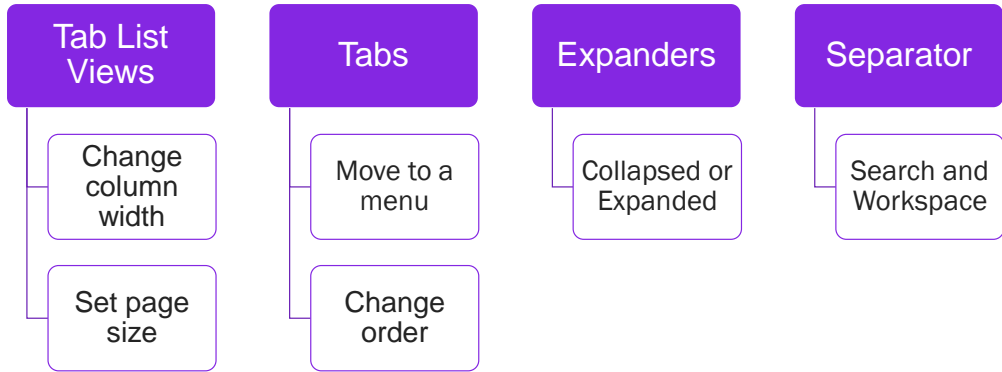 Tab List
Views
Change
column
width
Set page
size
Tabs
Move to a
menu
Change
order
Expanders
Collapsed or
Expanded
Separator
Search and
Workspace